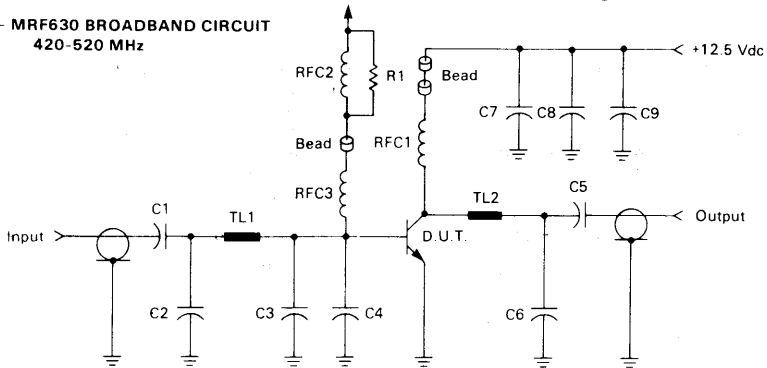 - MRF630 BROADBAND CIRCUIT
420-520 MHz
RFC2
R1
Bead
RFC3
Bead
RFC1
+12.5 Vdc
C7
C8
C9
C1
TL1
TL2
C5
Input
Output
D.U.T.
C2
C3
C4
C6